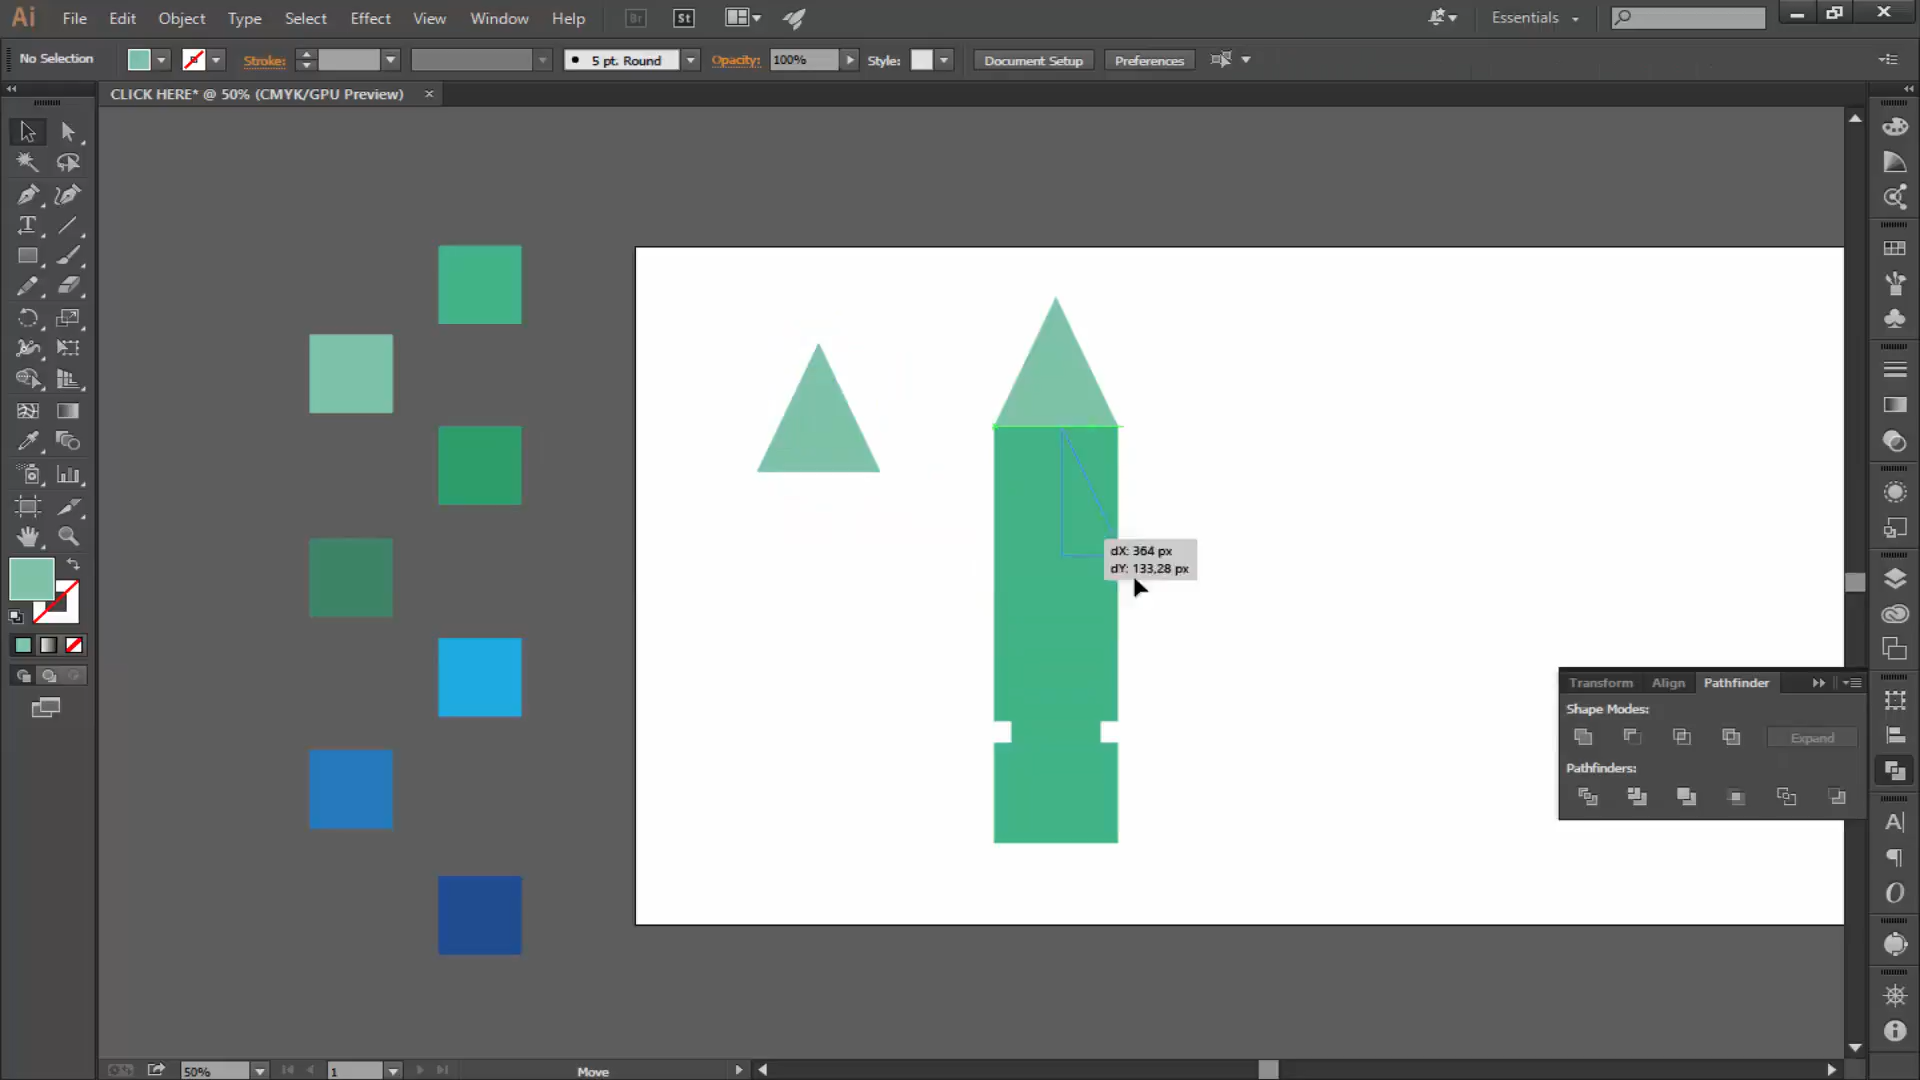 Ai File Edit Object Type Select Effect View Window Help Br St Essentials
No Selection Stroke: 5 pt. Round Opacity: 100% Style: Document Setup Preferences
CLICK HERE* @ 50% (CMYK/GPU Preview) ×
dX: 364 px
dY: 133,28 px
Transform Align Pathfinder
Shape Modes:
Expand
Pathfinders:
50% 1 Move